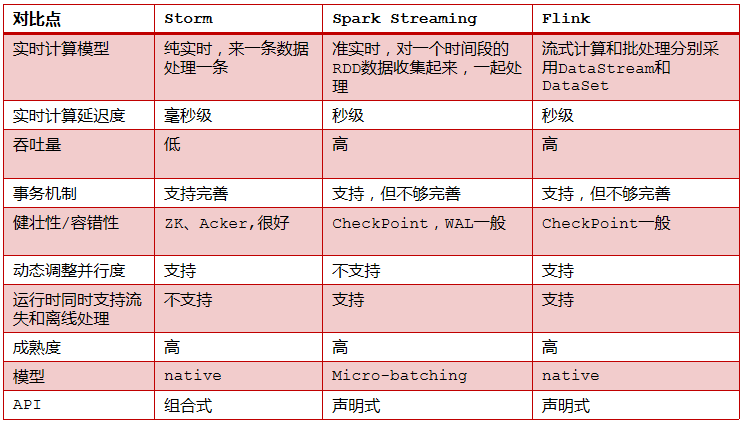 对比点 Storm Spark Streaming Flink
实时计算模型 纯实时，来一条数据 准实时，对一个时间段的 流式计算和批处理分别采
处理一条 RDD数据收集起来，一起处 用DataStream和
理 DataSet
实时计算延迟度 毫秒级 秒级 秒级
吞吐量 低 高 高
事务机制 支持完善 支持，但不够完善 支持，但不够完善
健壮性/容错性 ZK、Acker,很好 CheckPoint，WAL一般 CheckPoint一般
动态调整并行度 支持 不支持 支持
运行时同时支持流 不支持 支持 支持
失和离线处理
成熟度 高 高 高
模型 native Micro-batching native
API 组合式 声明式 声明式